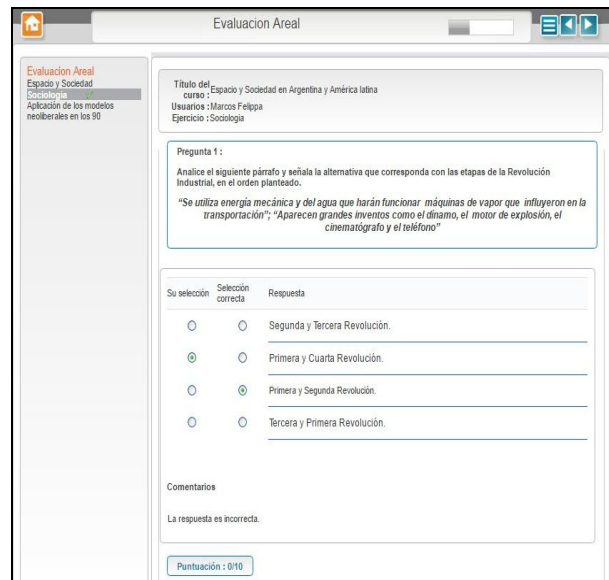 Evaluacion Areal
Evaluacion Areal
Espacio y Sociedad
Sociologia
Aplicación de los modelos
neoliberales en los 90
Título del curso : Espacio y Sociedad en Argentina y América latina
Usuarios : Marcos Felippa
Ejercicio : Sociologia
Pregunta 1 :
Analice el siguiente párrafo y señala la alternativa que corresponda con las etapas de la Revolución
Industrial, en el orden planteado.
“Se utiliza energía mecánica y del agua que harán funcionar máquinas de vapor que influyeron en la
transportación”; “Aparecen grandes inventos como el dínamo, el motor de explosión, el
cinematógrafo y el teléfono”
Su selección Selección correcta Respuesta
Segunda y Tercera Revolución.
Primera y Cuarta Revolución.
Primera y Segunda Revolución.
Tercera y Primera Revolución.
Comentarios
La respuesta es incorrecta.
Puntuación : 0/10